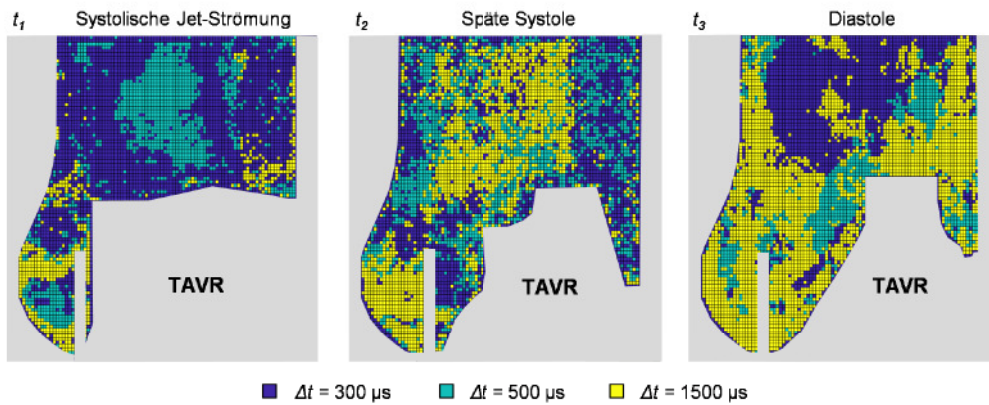 t1 Systolische Jet-Strömung
t2 Späte Systole
t3 Diastole
TAVR
TAVR
TAVR
Δt = 300 µs Δt = 500 µs Δt = 1500 µs